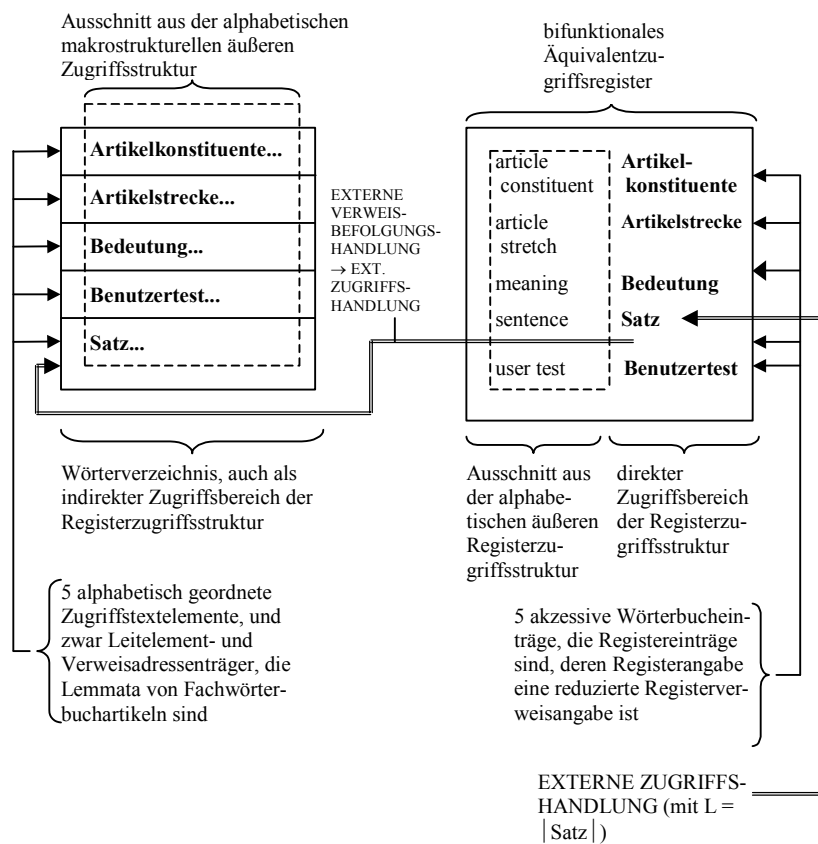 Ausschnitt aus der alphabetischen
makrostrukturellen äußeren
Zugriffsstruktur
bifunktionales
Äquivalentzu-
griffsregister
Artikelkonstituente...
Artikelstrecke...
Bedeutung...
Benutzertest...
Satz...
EXTERNE
VERWEIS-
BEFOLGUNGS-
HANDLUNG
→ EXT.
ZUGRIFFS-
HANDLUNG
article
constituent
Artikel-
konstituente
article
stretch
Artikelstrecke
meaning
Bedeutung
sentence
Satz
user test
Benutzertest
Wörterverzeichnis, auch als
indirekter Zugriffsbereich der
Registerzugriffsstruktur
Ausschnitt aus
der alphabe-
tischen äußeren
Registerzu-
griffsstruktur
direkter
Zugriffsbereich
der Registerzu-
griffsstruktur
5 alphabetisch geordnete
Zugriffstextelemente, und
zwar Leitelement- und
Verweisadressenträger, die
Lemmata von Fachwörter-
buchartikeln sind
5 akzessive Wörterbuchein-
träge, die Registereinträge
sind, deren Registerangabe
eine reduzierte Registerver-
weisangabe ist
EXTERNE ZUGRIFFS-
HANDLUNG (mit L =
|Satz|)